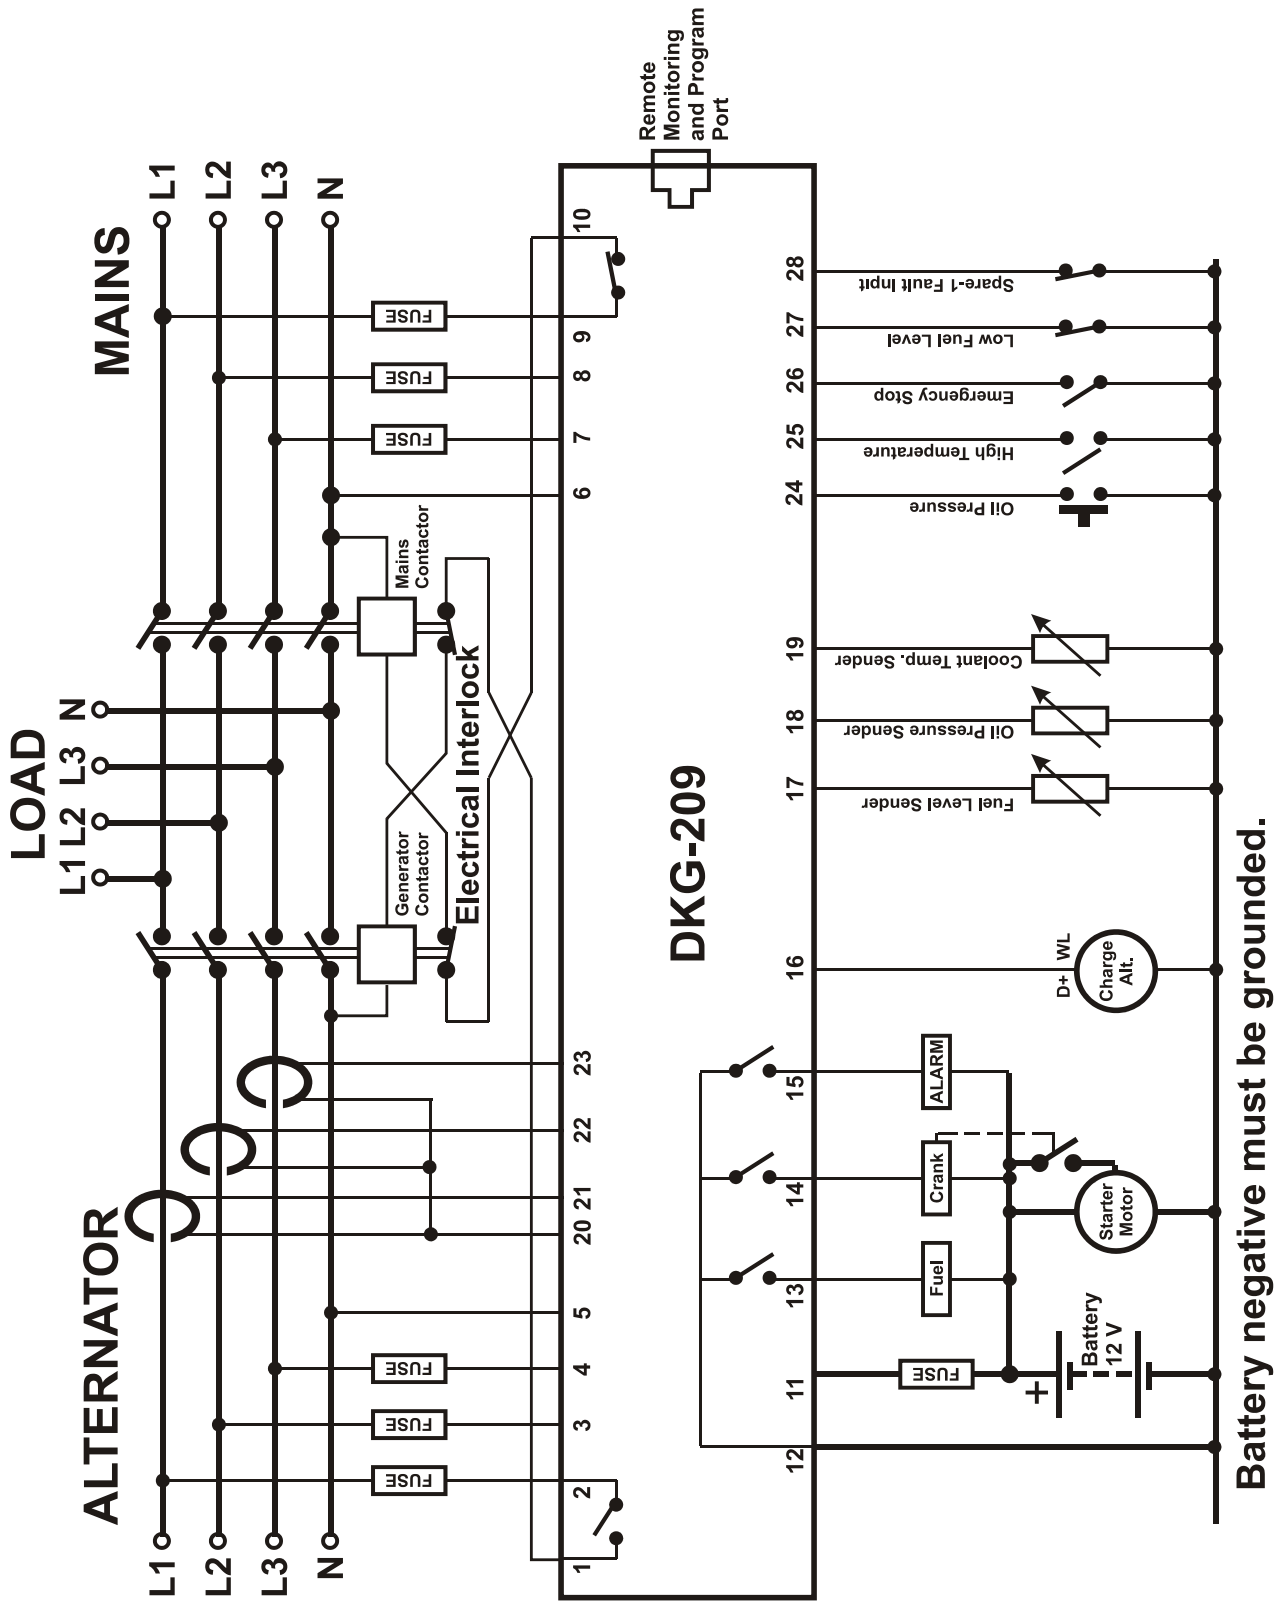 ALTERNATOR
LOAD
MAINS
L1
L2
L3
N
L1
L2
L3
N
L1
L2
L3
N
FUSE
FUSE
FUSE
Generator
Contactor
Mains
Contactor
Electrical Interlock
FUSE
FUSE
FUSE
1
2
3
4
5
20
21
22
23
6
7
8
9
10
DKG-209
Remote
Monitoring
and Program
Port
12
11
13
14
15
16
17
18
19
24
25
26
27
28
FUSE
Fuel
Crank
ALARM
+
Battery
12 V
Starter
Motor
D+
WL
Charge
Alt.
Fuel Level Sender
Oil Pressure Sender
Coolant Temp. Sender
Oil Pressure
High Temperature
Emergency Stop
Low Fuel Level
Spare-1 Fault Inpıt
Battery negative must be grounded.